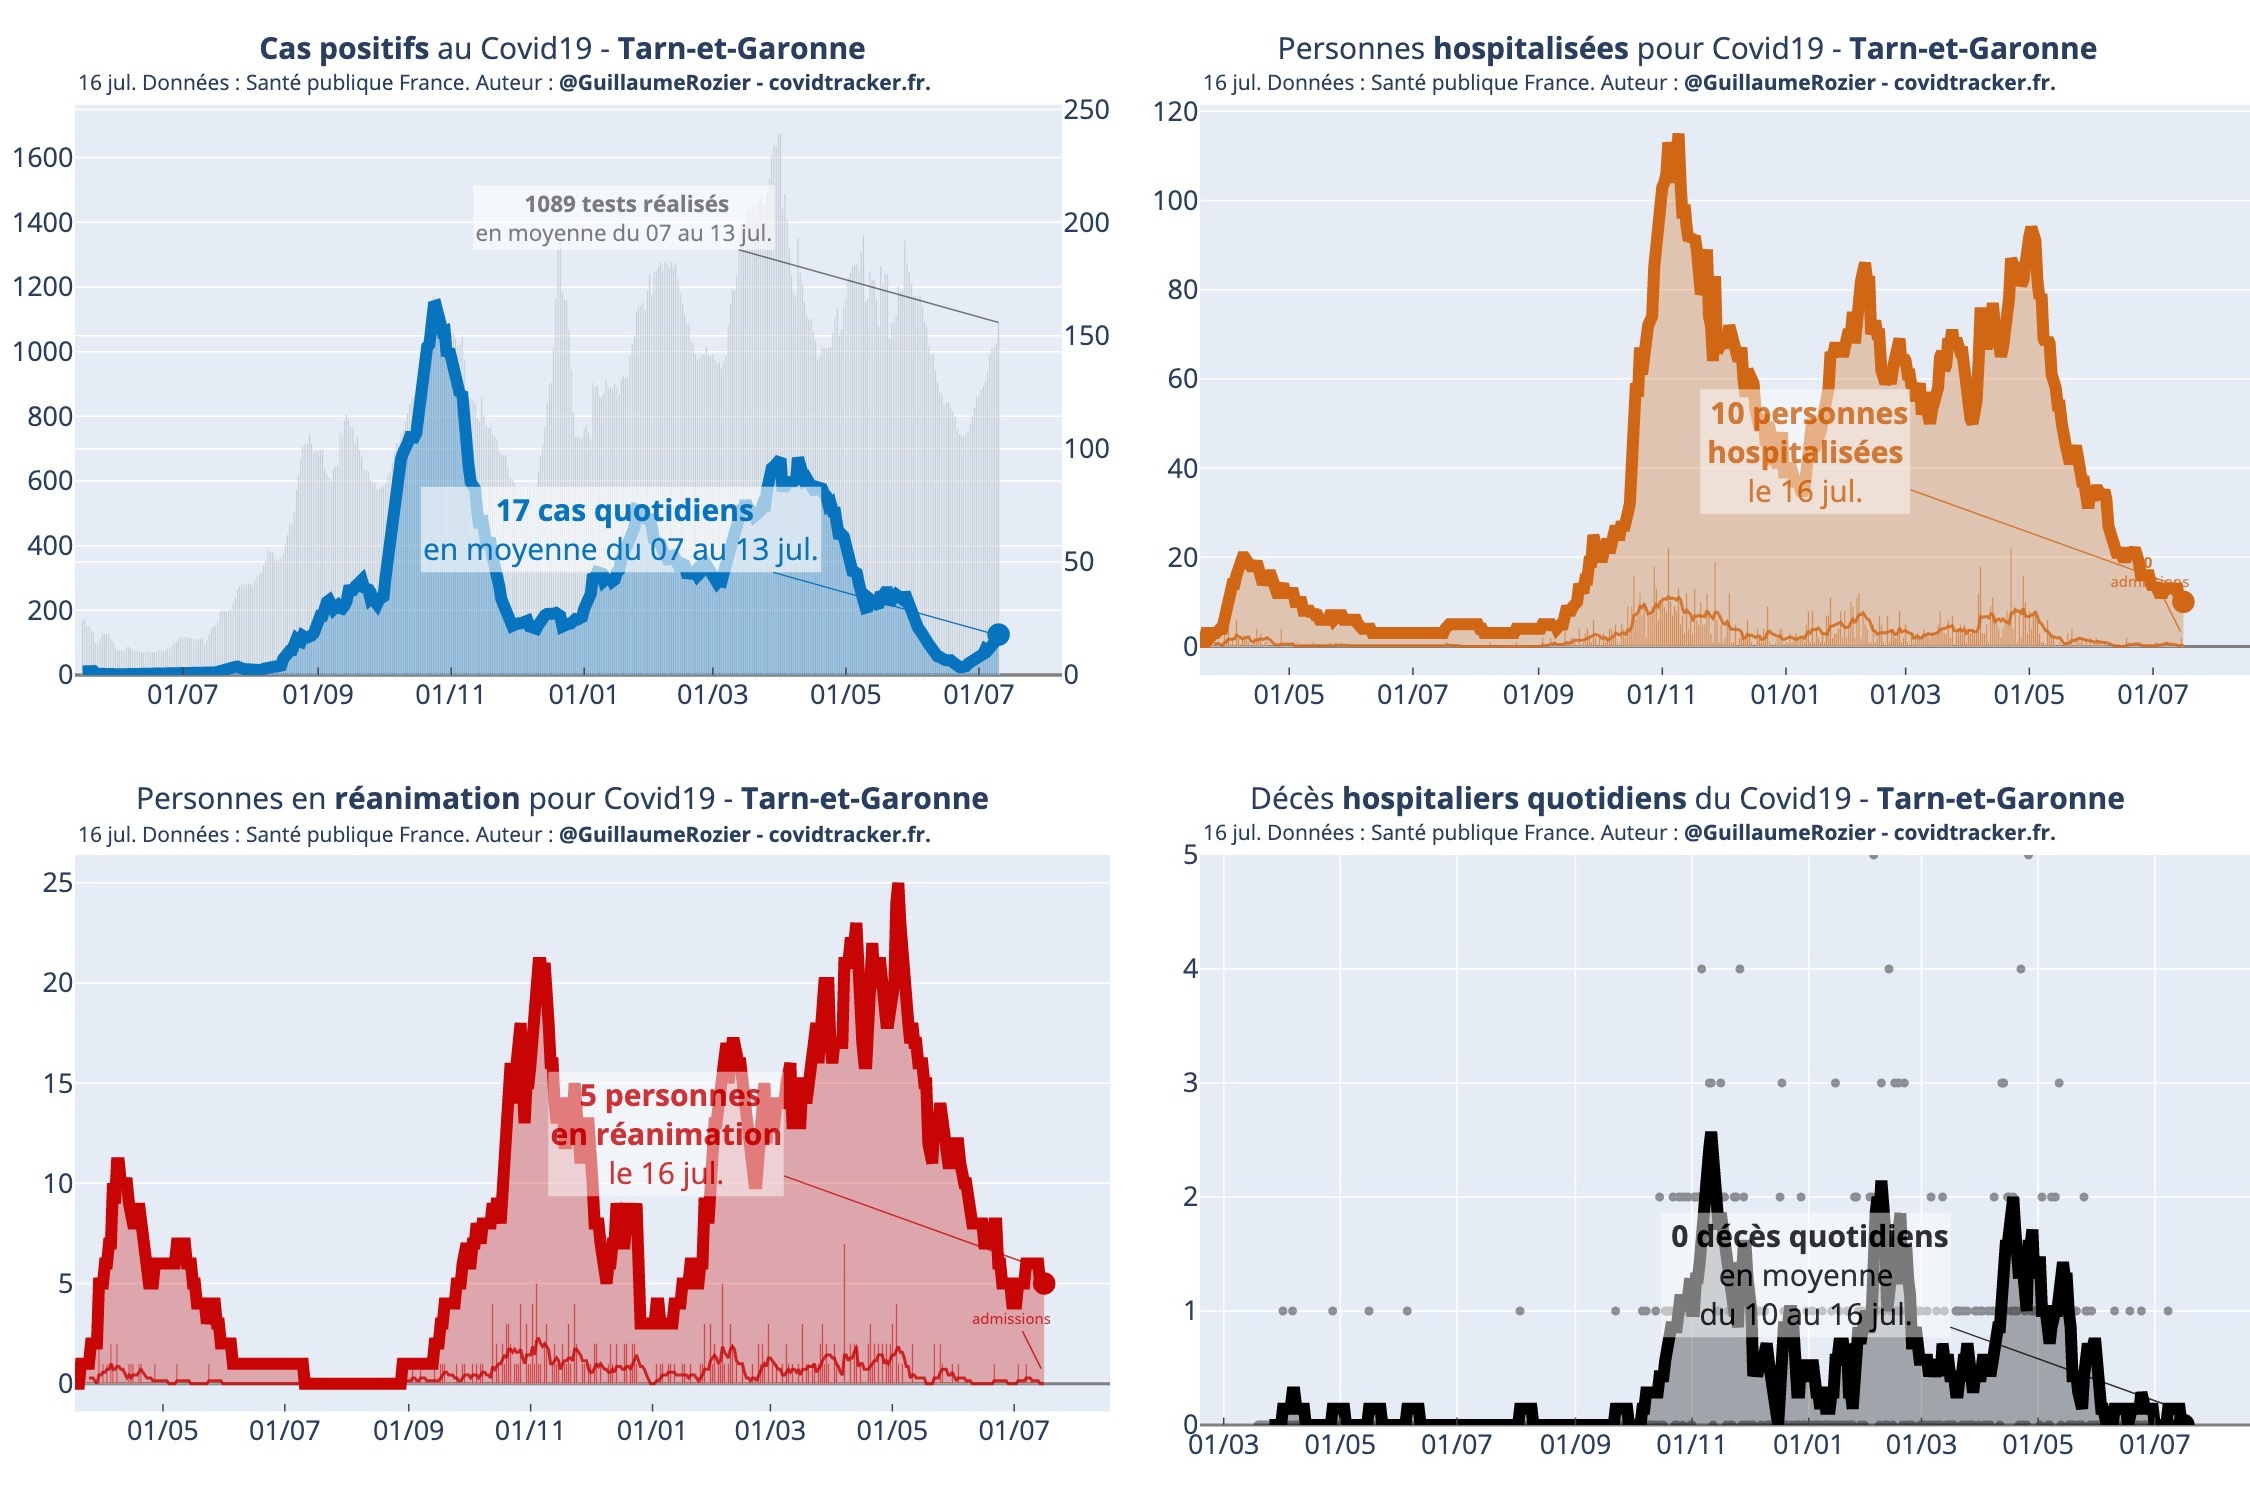 Cas positifs au Covid19 - Tarn-et-Garonne
16 jul. Données : Santé publique France. Auteur : @GuillaumeRozier - covidtracker.fr.
250
1600
1400
200
1089 tests réalisés
en moyenne du 07 au 13 jul.
1200
150
1000
800
100
600
17 cas quotidiens
en moyenne du 07 au 13 jul.
400
50
200
0
0
01/07 01/09 01/11 01/01 01/03 01/05 01/07
Personnes hospitalisées pour Covid19 - Tarn-et-Garonne
16 jul. Données : Santé publique France. Auteur : @GuillaumeRozier - covidtracker.fr.
120
100
80
60
10 personnes
hospitalisées
le 16 jul.
40
20
0
admissions
0
01/05 01/07 01/09 01/11 01/01 01/03 01/05 01/07
Personnes en réanimation pour Covid19 - Tarn-et-Garonne
16 jul. Données : Santé publique France. Auteur : @GuillaumeRozier - covidtracker.fr.
25
20
15
5 personnes
en réanimation
le 16 jul.
10
5
admissions
0
01/05 01/07 01/09 01/11 01/01 01/03 01/05 01/07
Décès hospitaliers quotidiens du Covid19 - Tarn-et-Garonne
16 jul. Données : Santé publique France. Auteur : @GuillaumeRozier - covidtracker.fr.
5
4
3
2
0 décès quotidiens
en moyenne
du 10 au 16 jul.
1
0
01/03 01/05 01/07 01/09 01/11 01/01 01/03 01/05 01/07